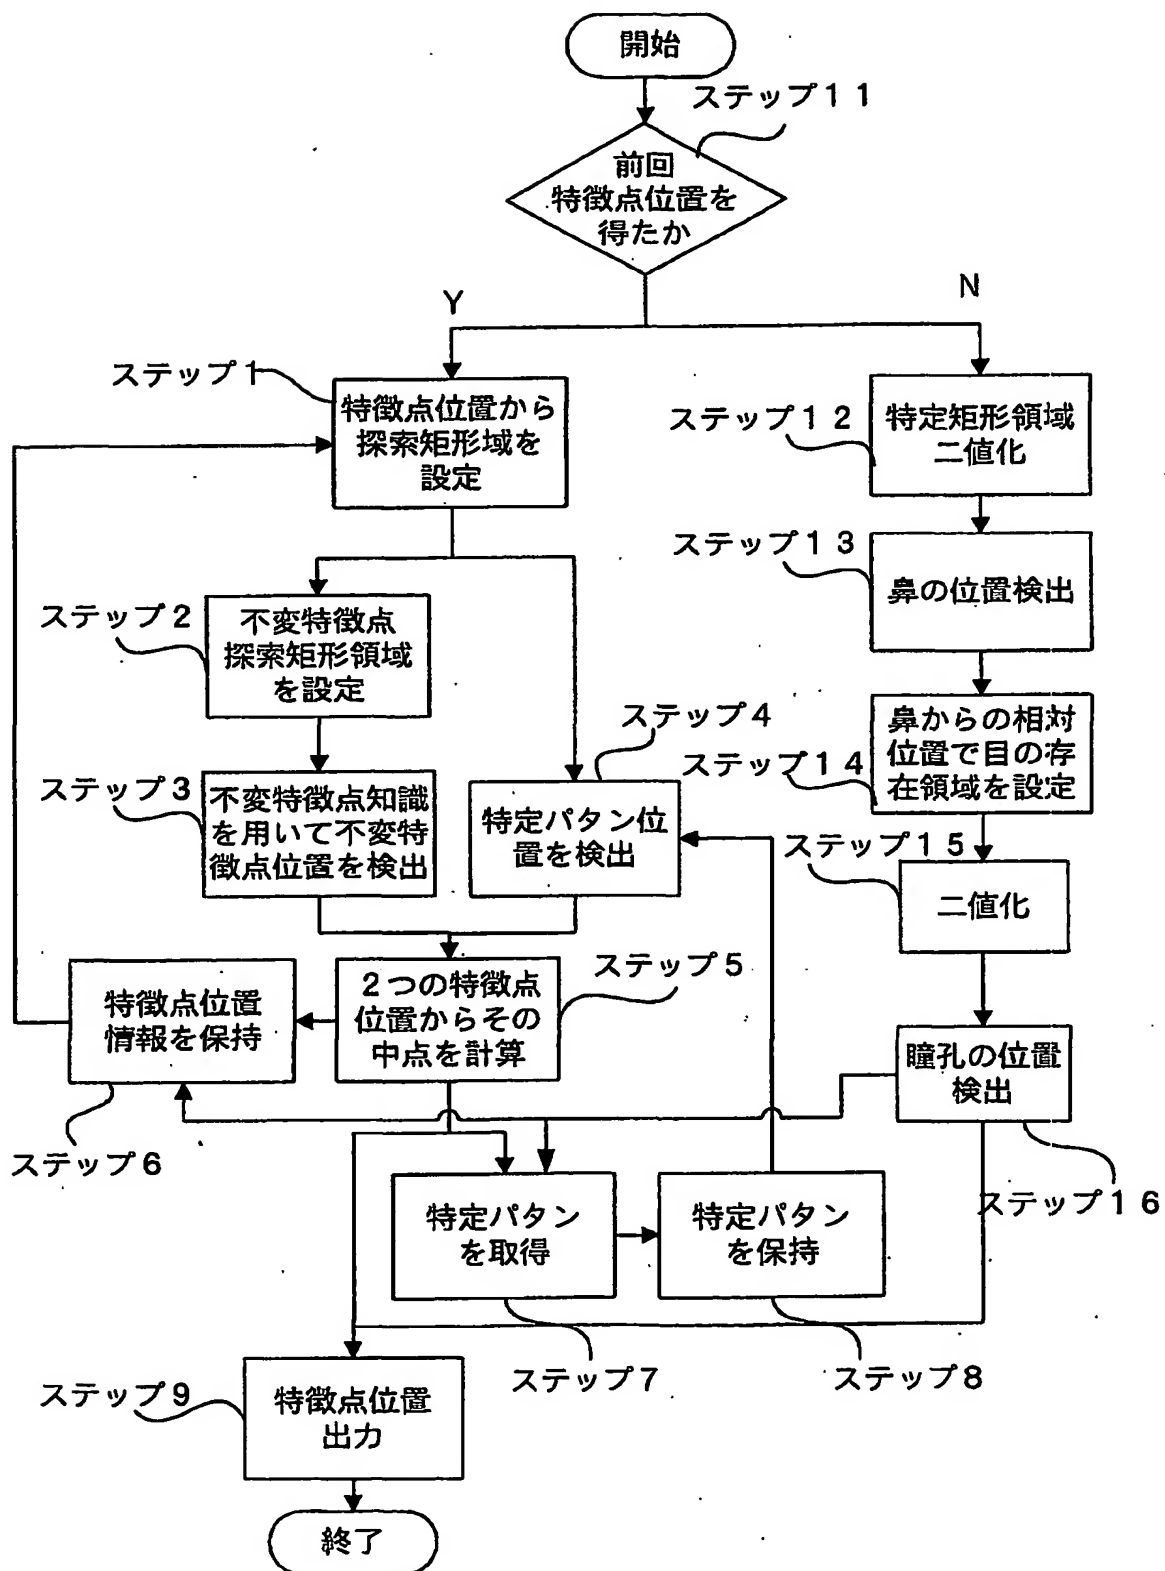 開始
ステップ１１
前回
特徴点位置を
得たか
Y
N
ステップ１
特徴点位置から
探索矩形域を
設定
ステップ１２
特定矩形領域
二値化
ステップ１３
鼻の位置検出
ステップ２
不変特徴点
探索矩形領域
を設定
ステップ４
鼻からの相対
位置で目の存
在領域を設定
ステップ１４
ステップ３
不変特徴点知識
を用いて不変特
徴点位置を検出
特定パタン位
置を検出
ステップ１５
二値化
ステップ５
２つの特徴点
位置からその
中点を計算
特徴点位置
情報を保持
瞳孔の位置
検出
ステップ６
ステップ１６
特定パタン
を取得
特定パタン
を保持
ステップ７
ステップ８
ステップ９
特徴点位置
出力
終了